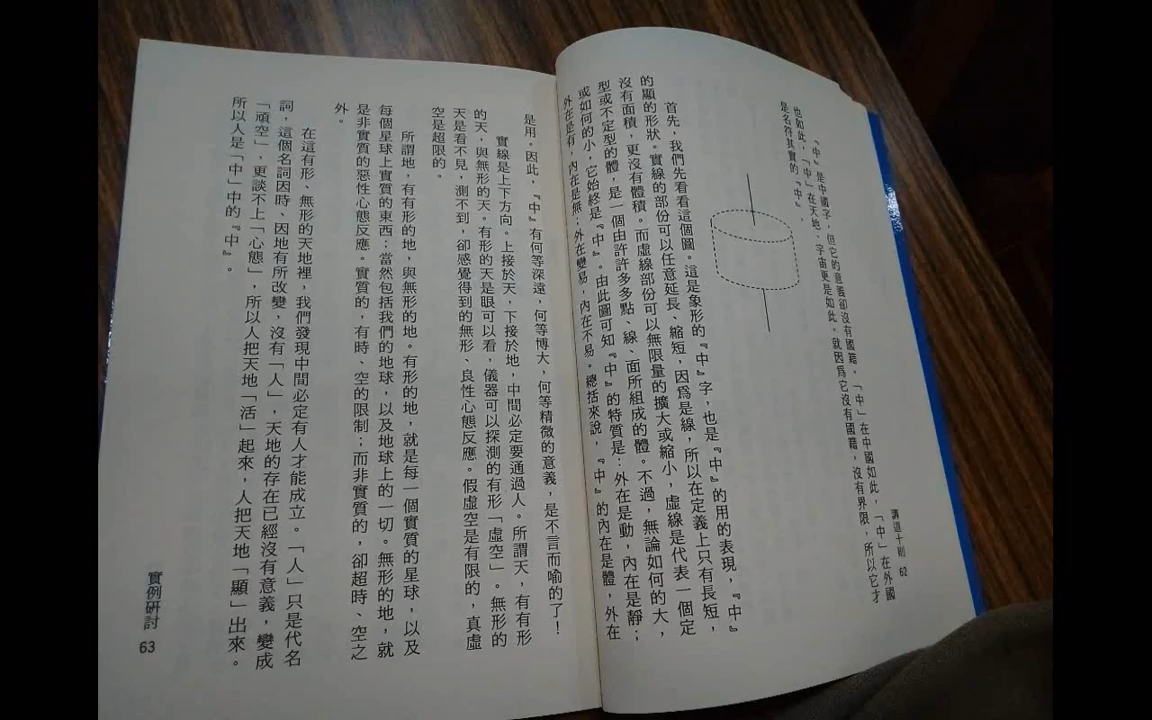 講道十則 62
『中』是中國字，但它的意義卻沒有國籍，「中」在中國如此，「中」在外國
也如此，「中」在天地、宇宙更是如此。就因爲它沒有國籍，沒有界限，所以它才
是名符其實的『中』。
首先，我們先看看這個圖。這是象形的『中』字，也是『中』的用的表現，『中』
的顯的形狀。實線的部份可以任意延長、縮短，因爲是線，所以在定義上只有長短，
沒有面積，更沒有體積。而虛線部份可以無限量的擴大或縮小，虛線是代表一個定
型或不定型的體，是一個由許許多多點、線、面所組成的體。不過，無論如何的大，
或如何的小，它始終是『中』。由此圖可知『中』的特質是：外在是動，內在是靜；
外在是有，內在是無；外在變易，內在不易。總括來說，『中』的內在是體，外在
是用。因此，『中』有何等深遠，何等博大，何等精微的意義，是不言而喻的了！
實線是上下方向。上接於天，下接於地，中間必定要通過人。所謂天，有有形
的天，與無形的天。有形的天是眼可以看，儀器可以探測的有形「虛空」。無形的
天是看不見，測不到，卻感覺得到的無形、良性心態反應。假虛空是有限的，真虛
空是超限的。
所謂地，有有形的地，與無形的地。有形的地，就是每一個實質的星球，以及
每個星球上實質的東西；當然包括我們的地球，以及地球上的一切。無形的地，就
是非實質的惡性心態反應。實質的，有時、空的限制；而非實質的，卻超時、空之
外。
在這有形、無形的天地裡，我們發現中間必定有人才能成立。「人」只是代名
詞，這個名詞因時、因地有所改變，沒有「人」，天地的存在已經沒有意義，變成
「頑空」，更談不上「心態」，所以人把天地「活」起來，人把天地「顯」出來。
所以人是「中」中的『中』。
實例研討 63